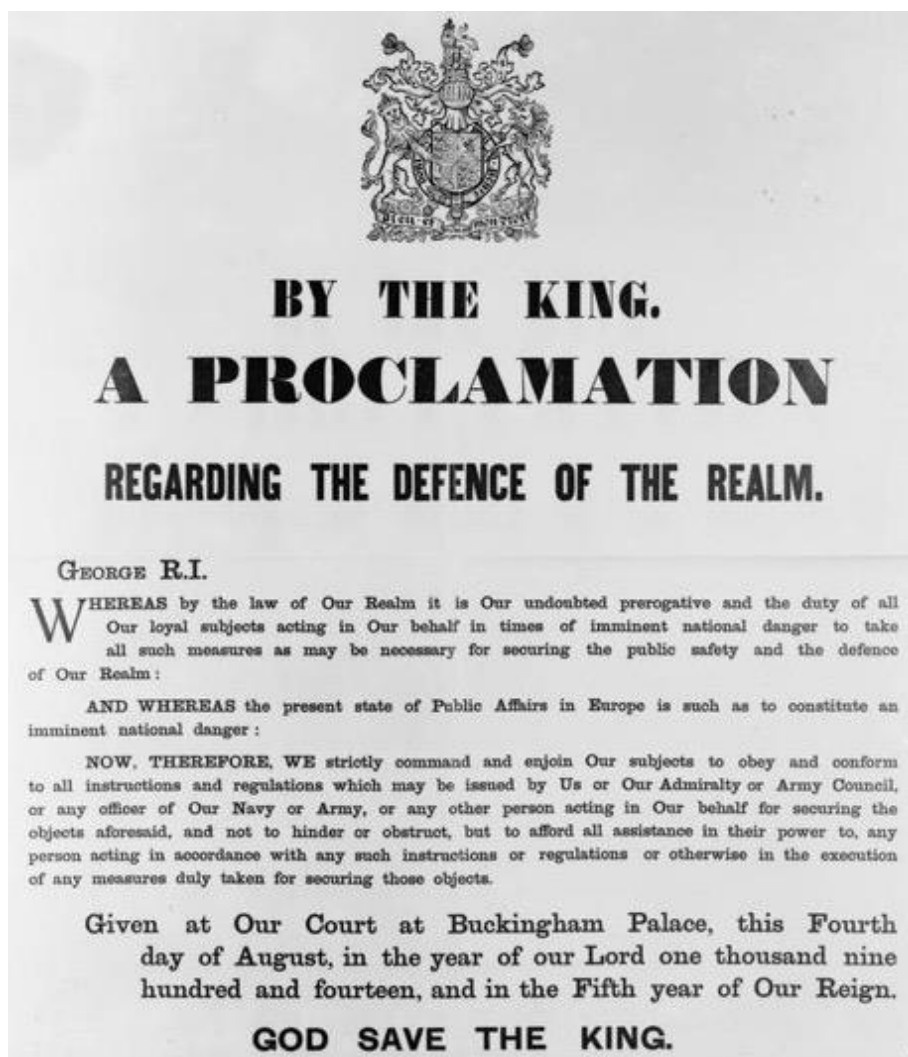 DIEU ET MON DROIT
BY THE KING.
A PROCLAMATION
REGARDING THE DEFENCE OF THE REALM.
GEORGE R.I.
WHEREAS by the law of Our Realm it is Our undoubted prerogative and the duty of all
Our loyal subjects acting in Our behalf in times of imminent national danger to take
all such measures as may be necessary for securing the public safety and the defence
of Our Realm :
AND WHEREAS the present state of Public Affairs in Europe is such as to constitute an
imminent national danger :
NOW, THEREFORE, WE strictly command and enjoin Our subjects to obey and conform
to all instructions and regulations which may be issued by Us or Our Admiralty or Army Council,
or any officer of Our Navy or Army, or any other person acting in Our behalf for securing the
objects aforesaid, and not to hinder or obstruct, but to afford all assistance in their power to, any
person acting in accordance with any such instructions or regulations or otherwise in the execution
of any measures duly taken for securing those objects.
Given at Our Court at Buckingham Palace, this Fourth
day of August, in the year of our Lord one thousand nine
hundred and fourteen, and in the Fifth year of Our Reign.
GOD SAVE THE KING.